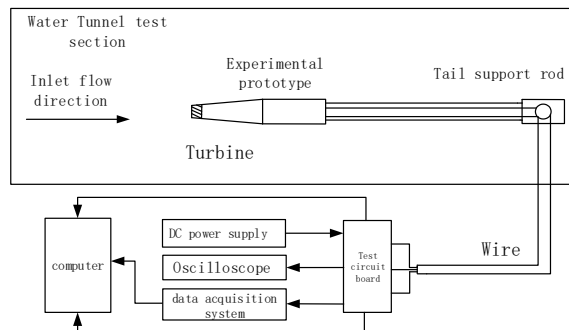 Water Tunnel test
section
Inlet flow
direction
Experimental
prototype
Tail support rod
Turbine
DC power supply
Oscilloscope
data acquisition
system
computer
Test
circuit
board
Wire